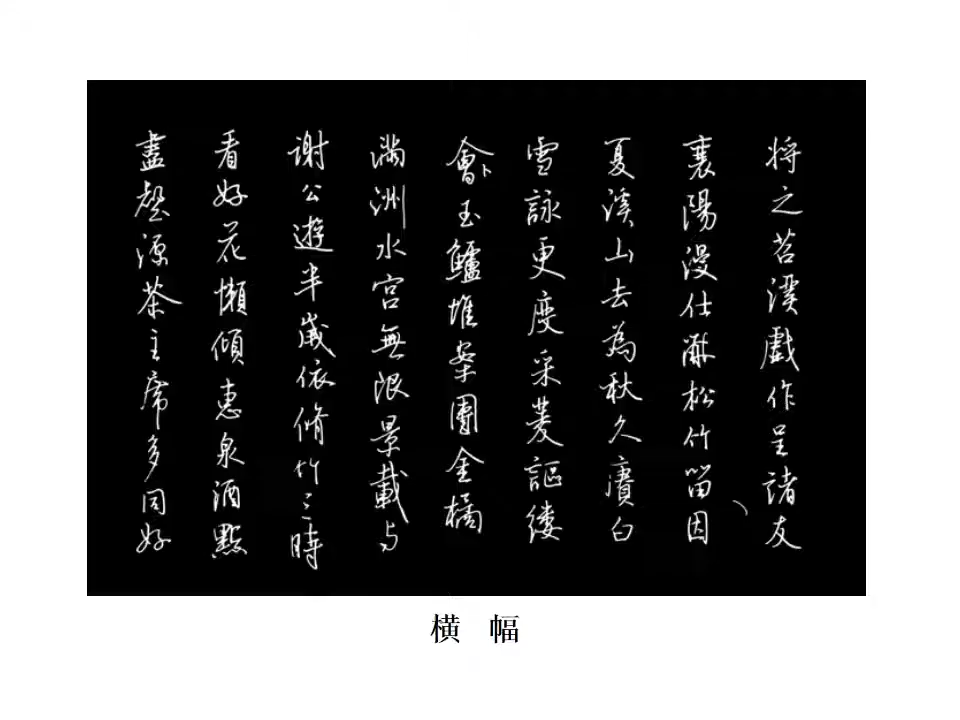 将之苕溪戲作呈諸友
襄陽漫仕黻松竹留因
夏溪山去為秋久賡白
雪詠更度采菱謳縷
會玉鱸堆案團金橘
滿洲水宮無限景載與
謝公遊半歲依脩竹三時
看好花懶傾惠泉酒點
盡壑源茶主席多同好
橫幅